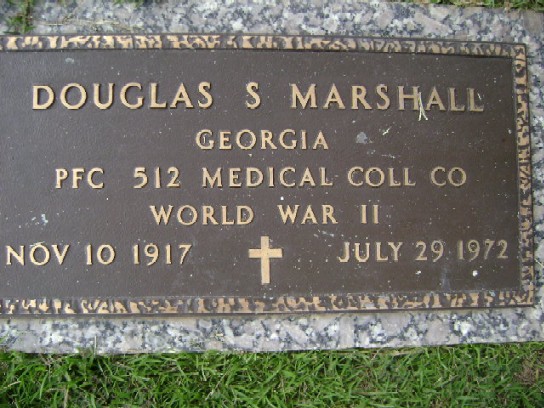 DOUGLAS S MARSHALL
GEORGIA
PFC 512 MEDICAL COLL CO
WORLD WAR II
NOV 10 1917 JULY 29 1972